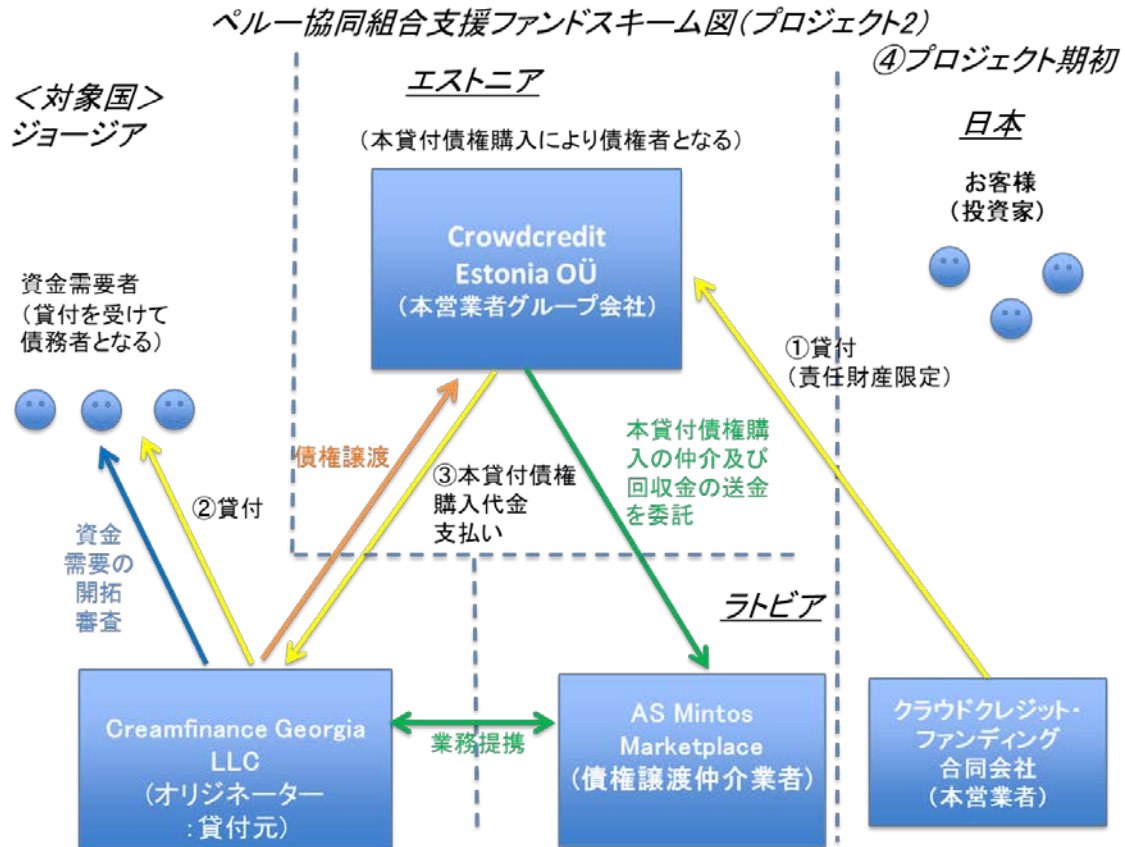 ペルー協同組合支援ファンドスキーム図(プロジェクト2)
④プロジェクト期初
<対象国>
ジョージア
エストニア
(本貸付債権購入により債権者となる)
日本
お客様
(投資家)
Crowdcredit
Estonia OÜ
(本営業者グループ会社)
資金需要者
(貸付を受けて
債務者となる)
①貸付
(責任財産限定)
債権譲渡
③本貸付債権
購入代金
支払い
本貸付債権購
入の仲介及び
回収金の送金
を委託
②貸付
資金
需要の
開拓
審査
ラトビア
Creamfinance Georgia
LLC
(オリジネーター
:貸付元)
業務提携
AS Mintos
Marketplace
(債権譲渡仲介業者)
クラウドクレジット・
ファンディング
合同会社
(本営業者)